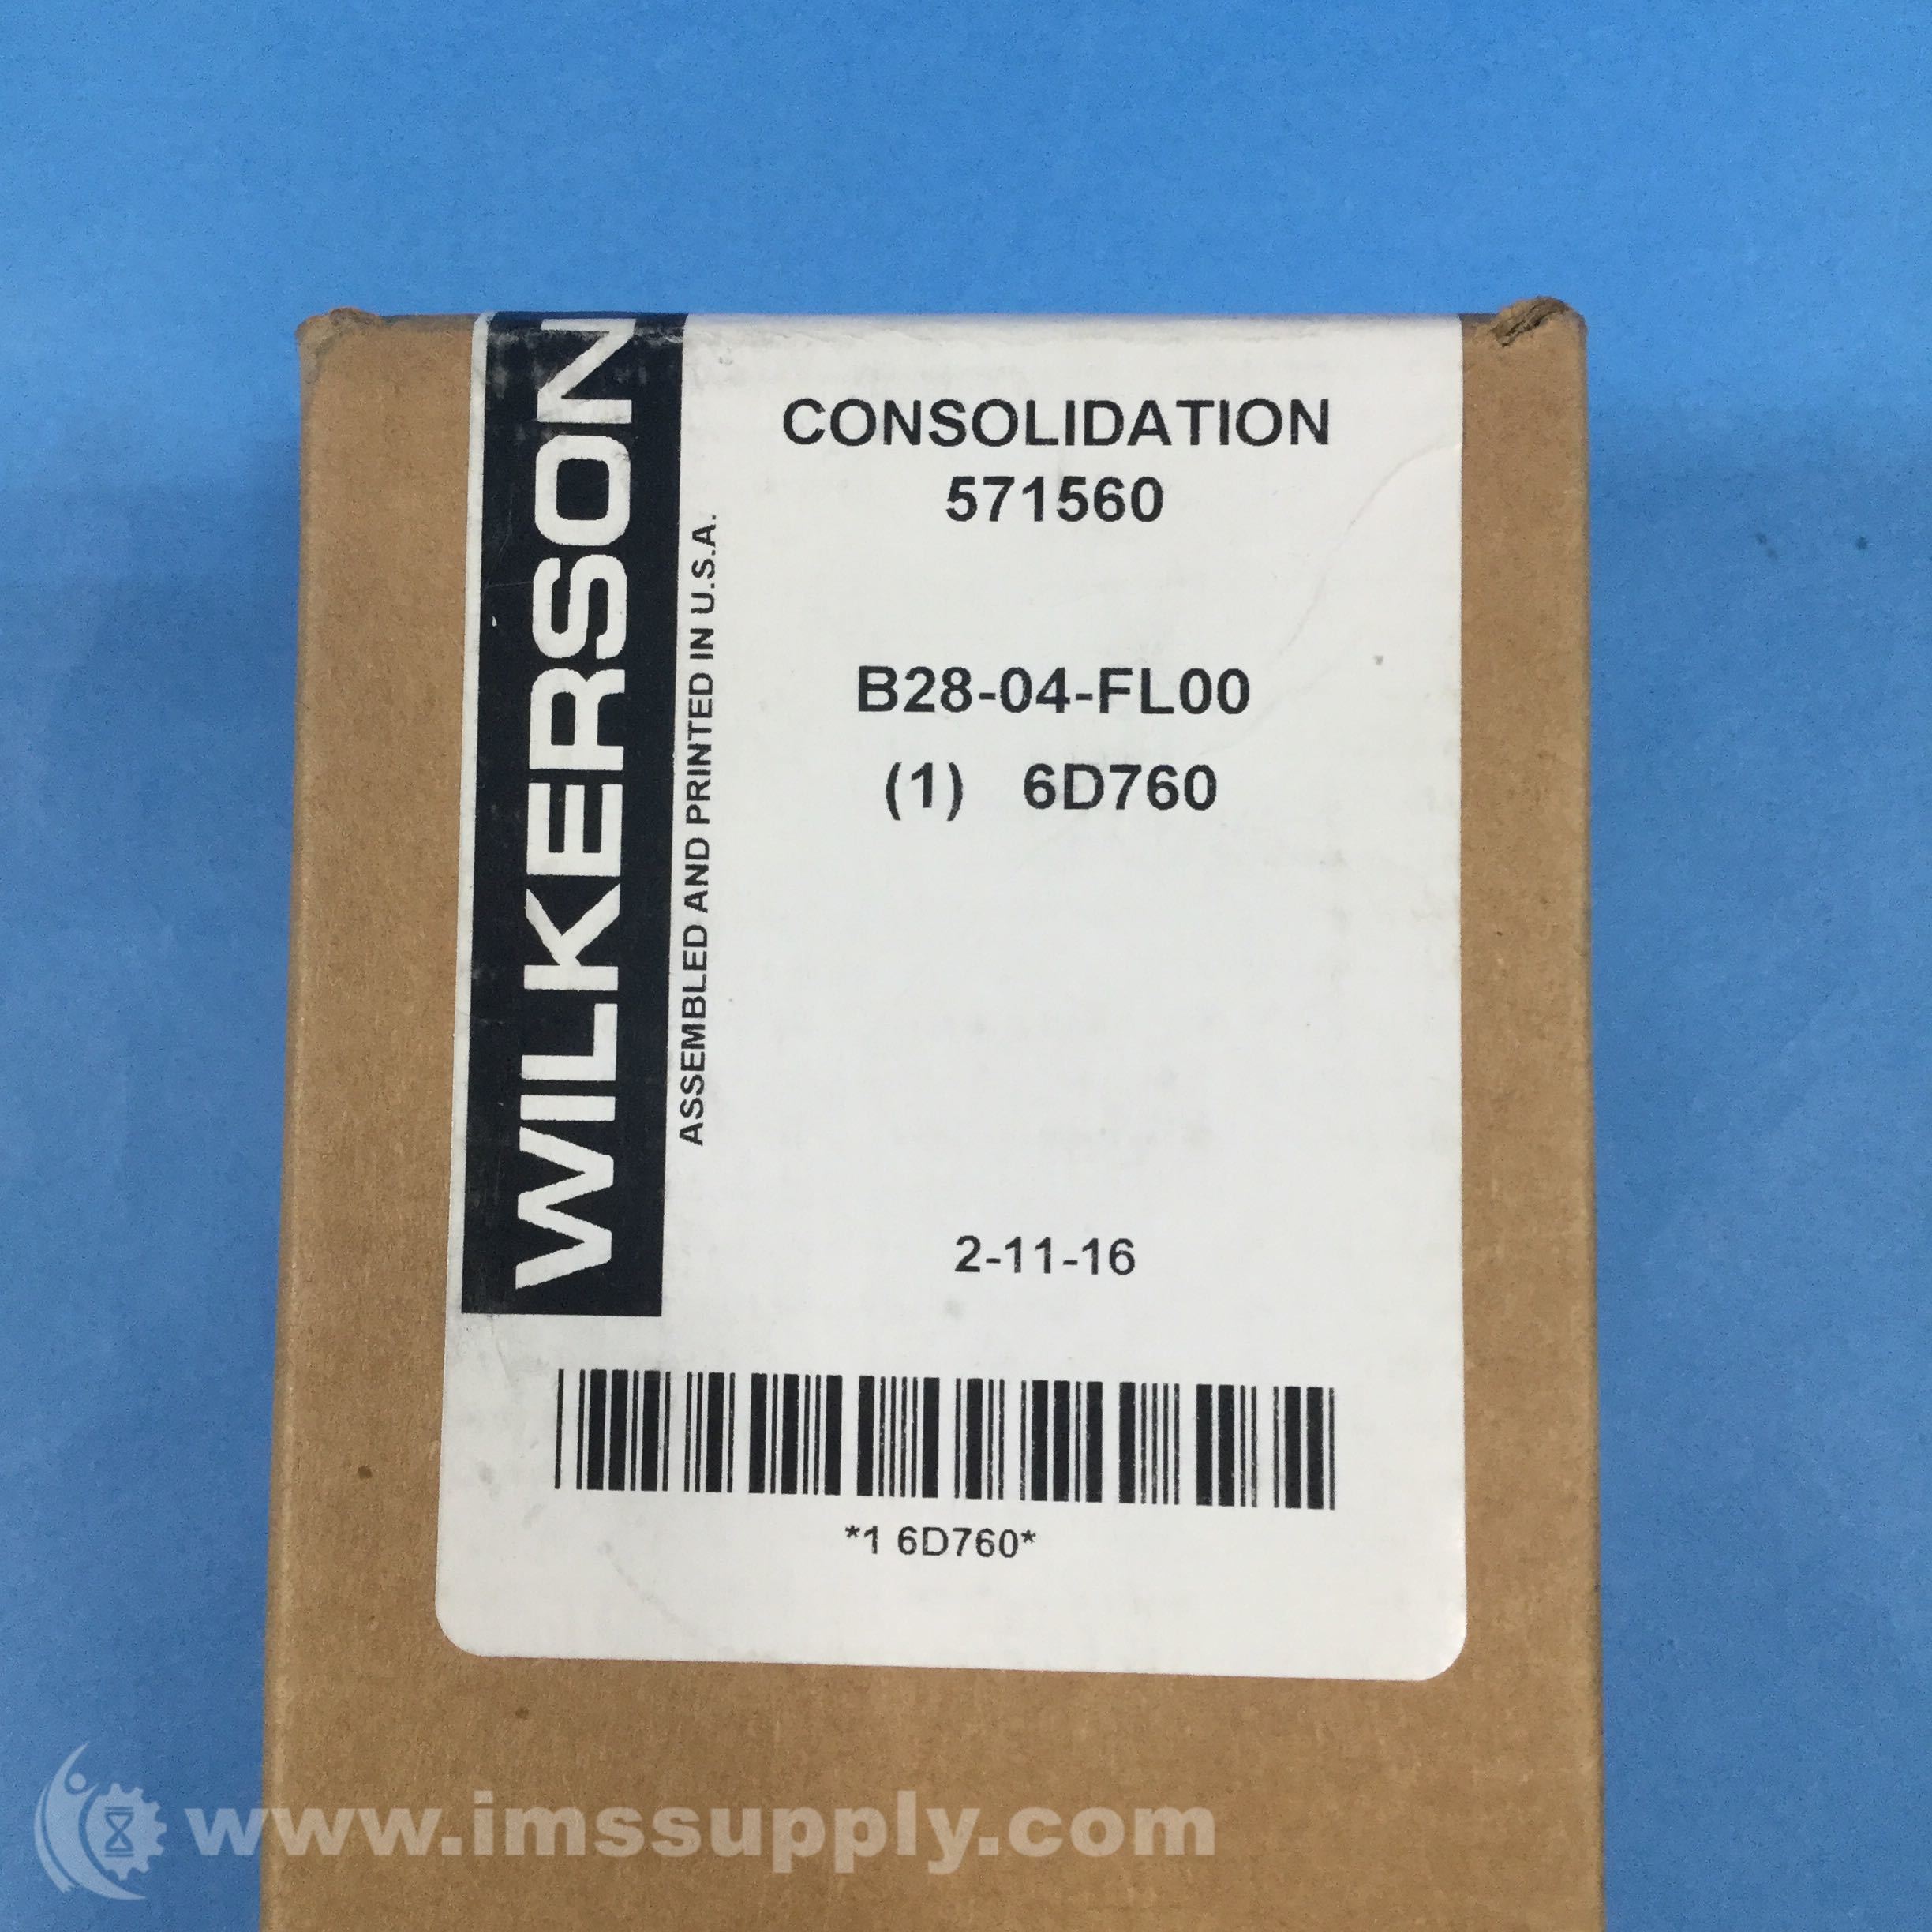 WILKERSON
ASSEMBLED AND PRINTED IN U.S.A.
CONSOLIDATION
571560
B28-04-FL00
(1) 6D760
2-11-16
*1 6D760*
www.imssupply.com